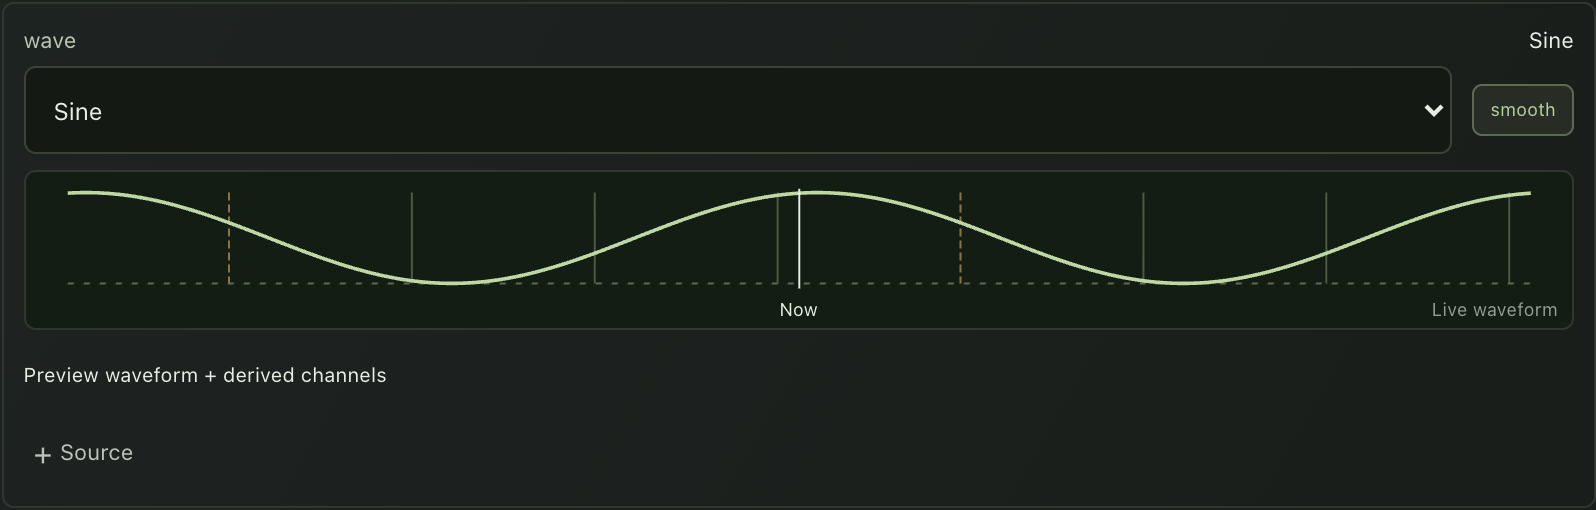 wave
Sine
Sine
smooth
Now
Live waveform
Preview waveform + derived channels
+ Source